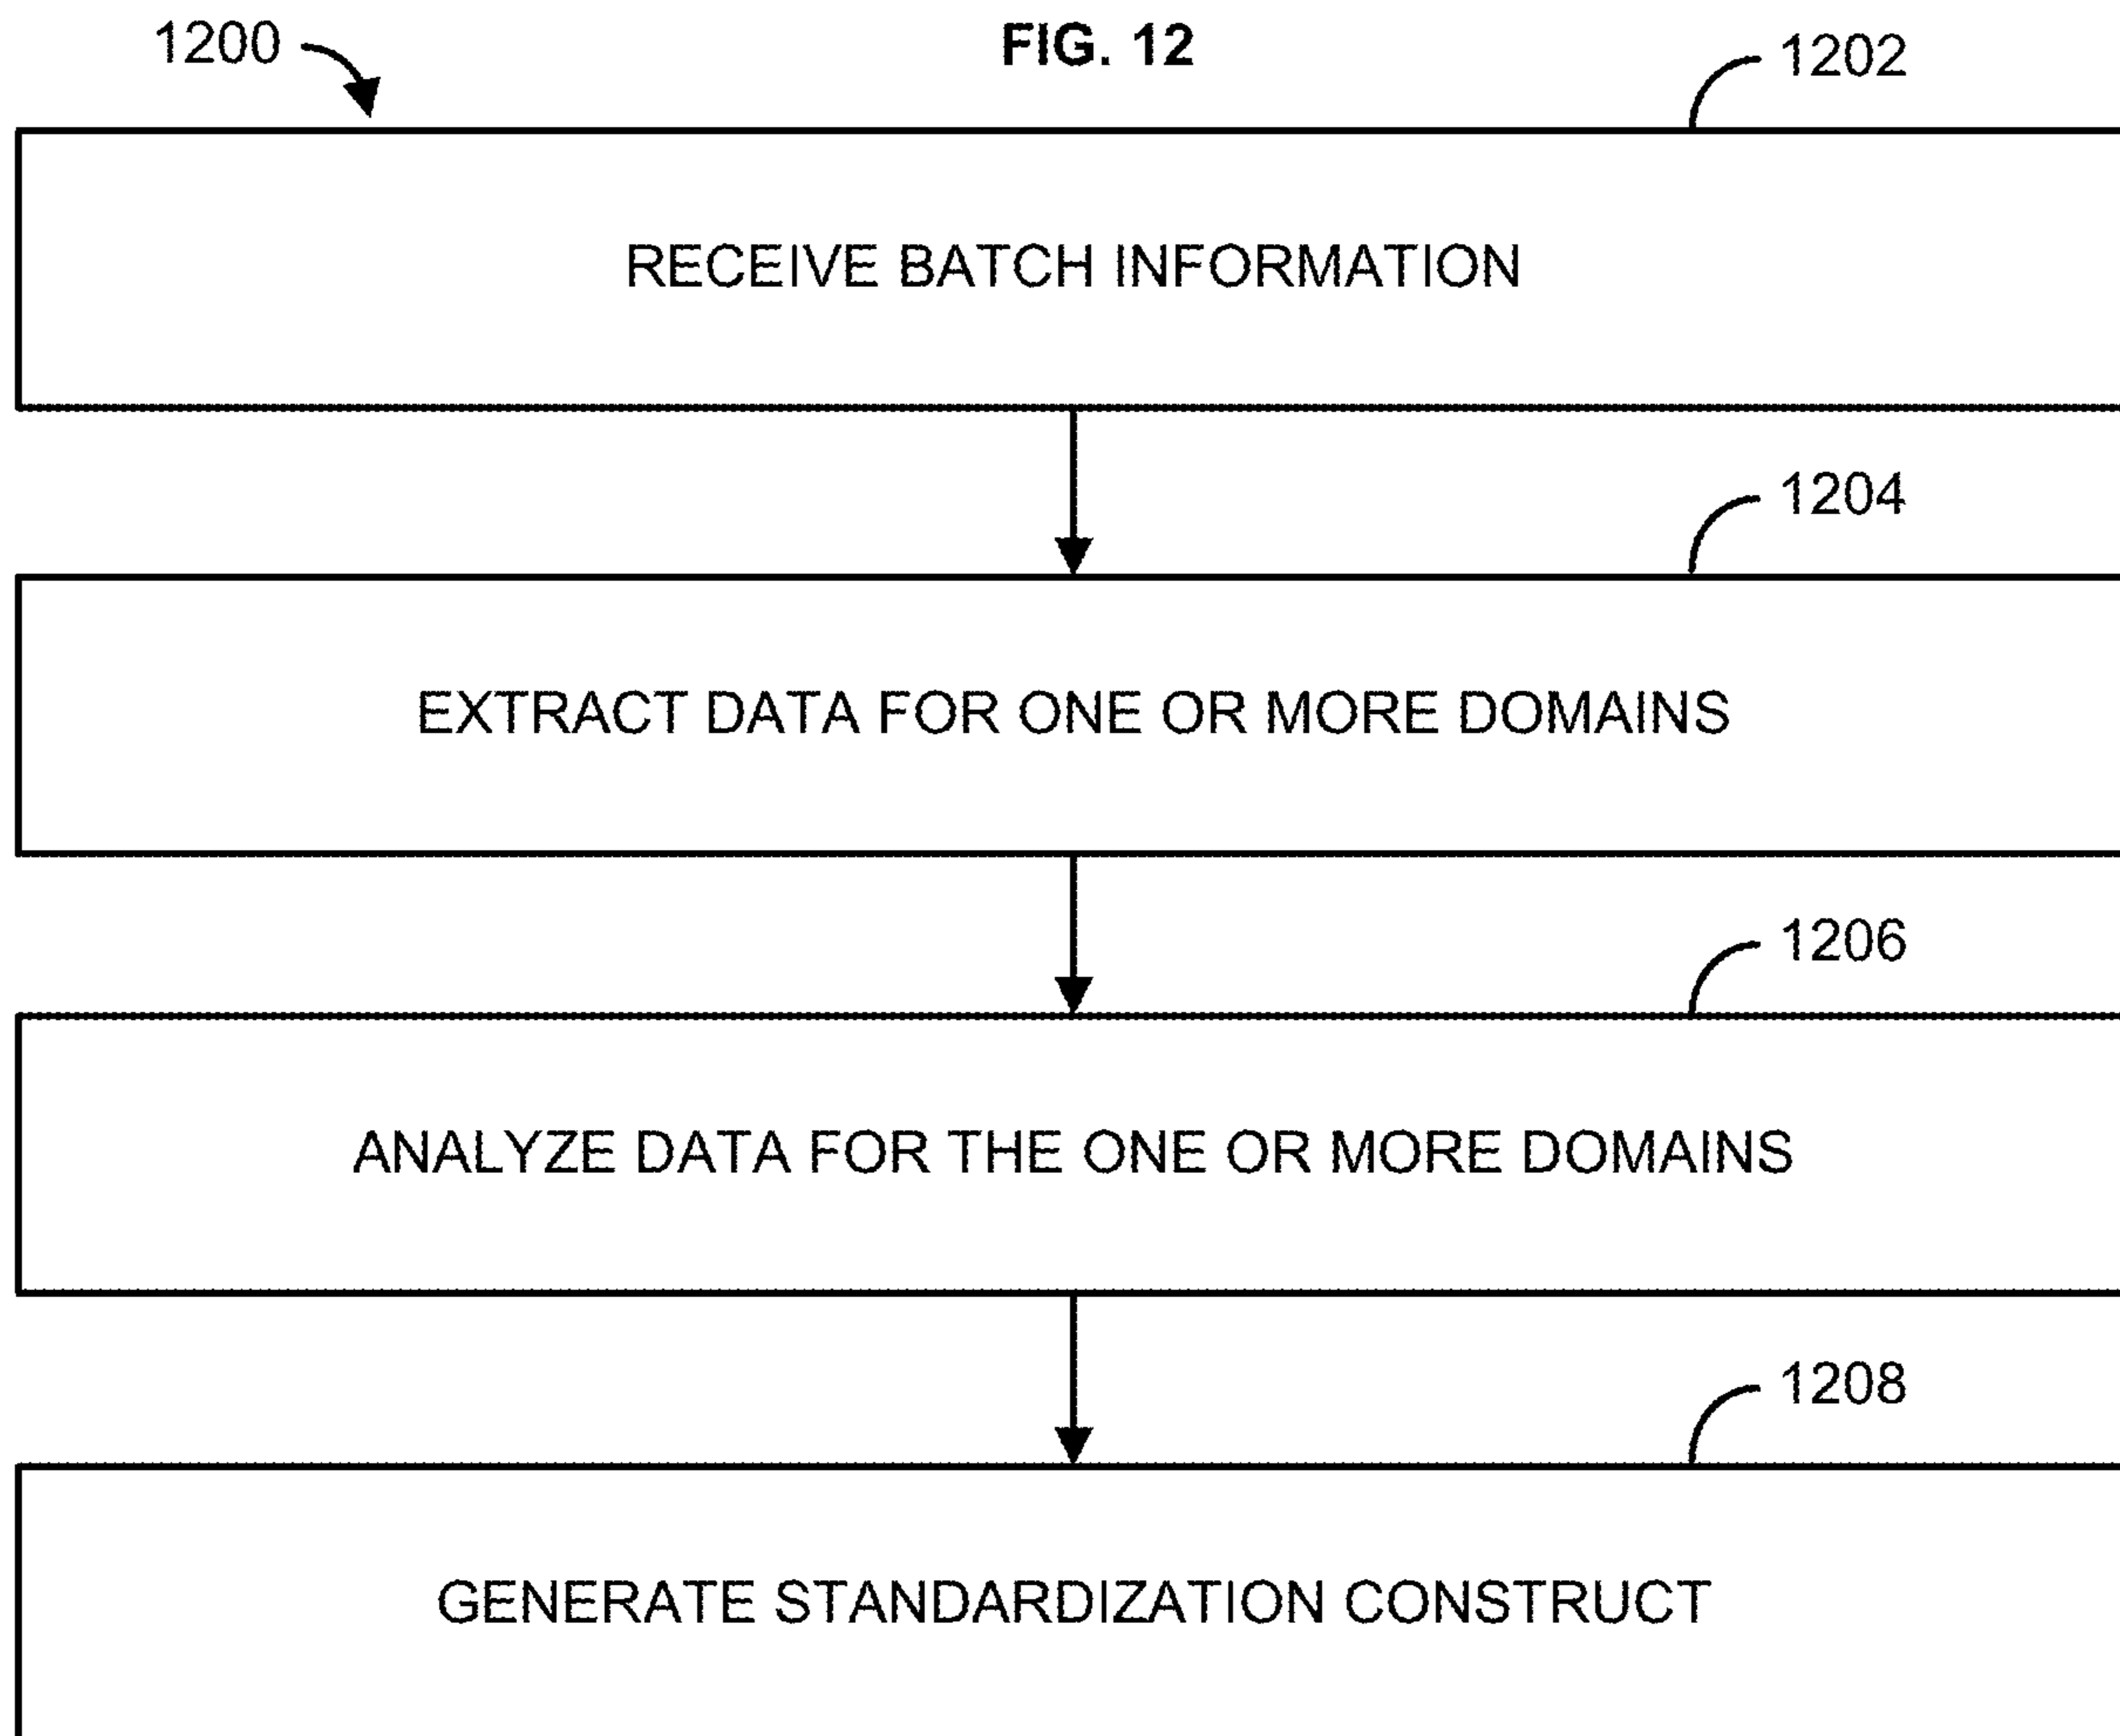 1200
FIG. 12
1202
RECEIVE BATCH INFORMATION
1204
EXTRACT DATA FOR ONE OR MORE DOMAINS
1206
ANALYZE DATA FOR THE ONE OR MORE DOMAINS
1208
GENERATE STANDARDIZATION CONSTRUCT